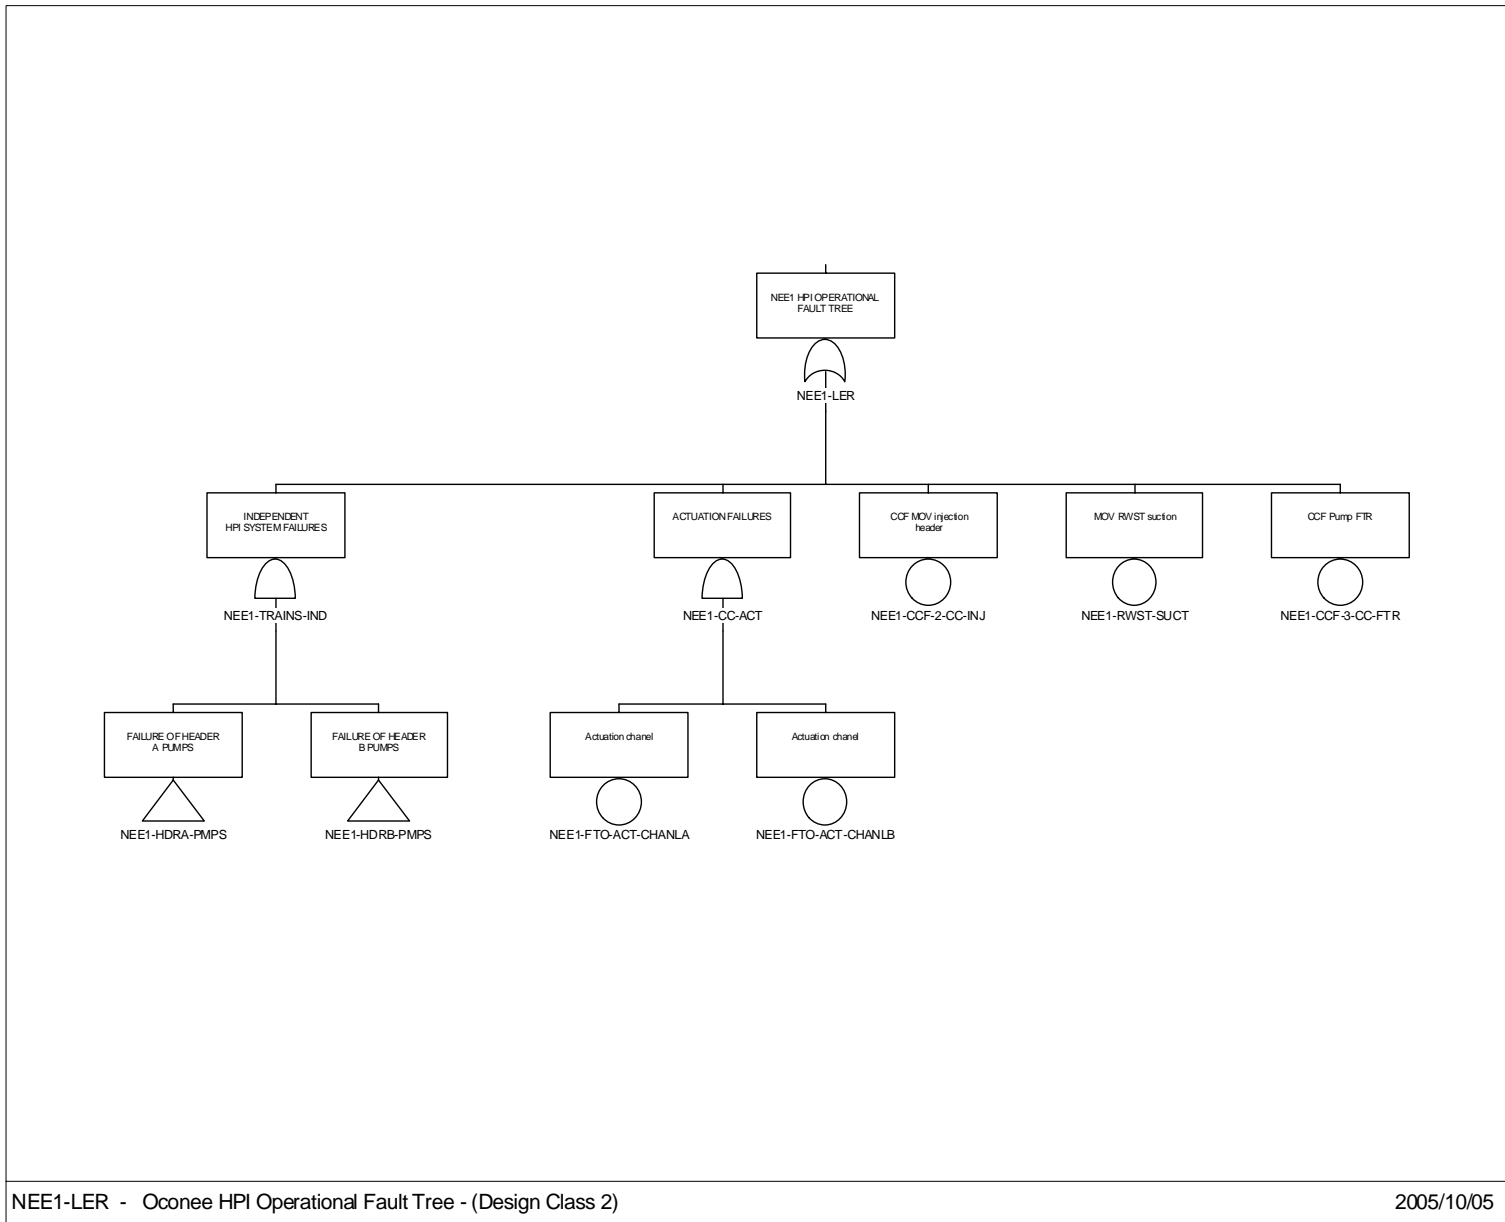 NEE1 HPI OPERATIONAL
FAULT TREE
NEE1-LER
INDEPENDENT
HPI SYSTEM FAILURES
ACTUATION FAILURES
CCF MOV injection
header
MOV RWST suction
CCF Pump FTR
NEE1-TRAINS-IND
NEE1-CC-ACT
NEE1-CCF-2-CC-INJ
NEE1-RWST-SUCT
NEE1-CCF-3-CC-FTR
FAILURE OF HEADER
A PUMPS
FAILURE OF HEADER
B PUMPS
Actuation chanel
Actuation chanel
NEE1-HDRA-PMPS
NEE1-HDRB-PMPS
NEE1-FTO-ACT-CHANLA
NEE1-FTO-ACT-CHANLB
NEE1-LER - Oconee HPI Operational Fault Tree - (Design Class 2)
2005/10/05